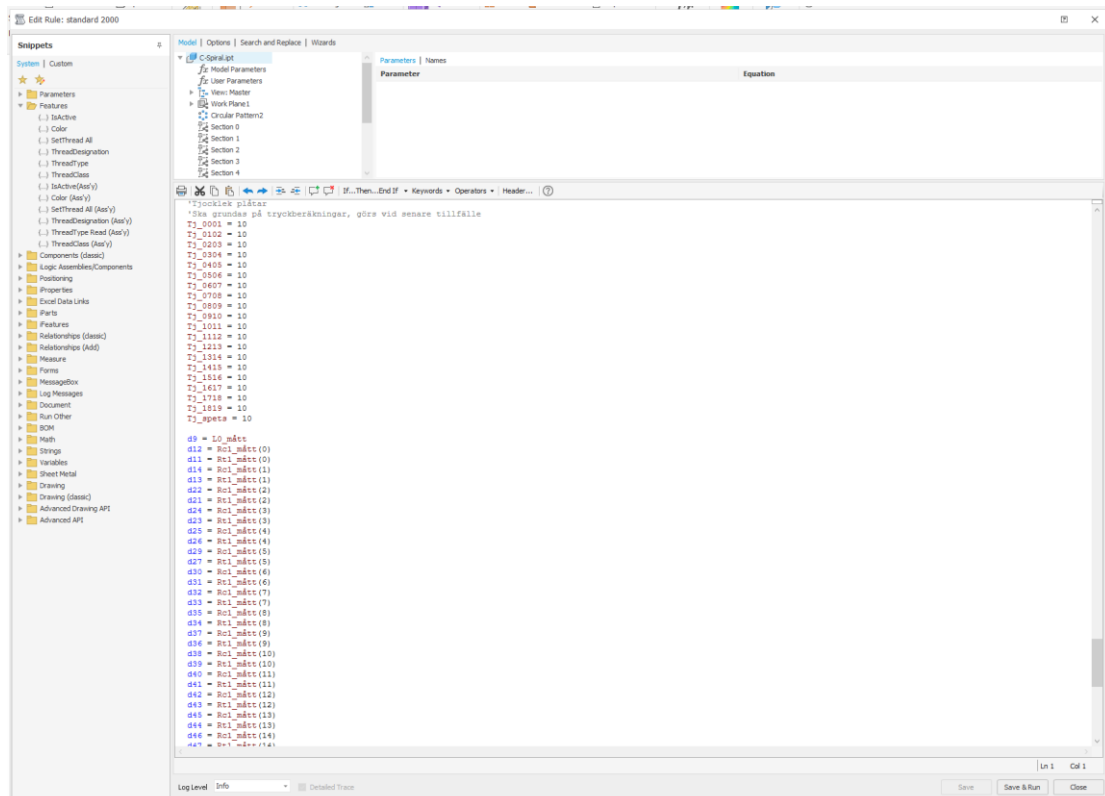 Edit Rule: standard 2000
Snippets
System | Custom
Parameters
Features
{...} IsActive
{...} Color
{...} SetThread All
{...} ThreadDesignation
{...} ThreadType
{...} ThreadClass
{...} IsActive(Ass'y)
{...} Color (Ass'y)
{...} SetThread All (Ass'y)
{...} ThreadDesignation (Ass'y)
{...} ThreadType Read (Ass'y)
{...} ThreadClass (Ass'y)
Components (classic)
iLogic Assemblies/Components
Positioning
iProperties
Excel Data Links
iParts
iFeatures
Relationships (classic)
Relationships (Add)
Measure
Forms
MessageBox
Log Messages
Document
Run Other
BOM
Math
Strings
Variables
Sheet Metal
Drawing
Drawing (classic)
Advanced Drawing API
Advanced API
Model | Options | Search and Replace | Wizards
C-Spiral.ipt
fx Model Parameters
fx User Parameters
View: Master
Work Plane1
Circular Pattern2
Section 0
Section 1
Section 2
Section 3
Section 4
Parameters | Names
Parameter Equation
If...Then...End If Keywords Operators Header...
'Tjocklek plåtar
'Ska grundas på tryckberäkningar, görs vid senare tillfälle
Tj_0001 = 10
Tj_0102 = 10
Tj_0203 = 10
Tj_0304 = 10
Tj_0405 = 10
Tj_0506 = 10
Tj_0607 = 10
Tj_0708 = 10
Tj_0809 = 10
Tj_0910 = 10
Tj_1011 = 10
Tj_1112 = 10
Tj_1213 = 10
Tj_1314 = 10
Tj_1415 = 10
Tj_1516 = 10
Tj_1617 = 10
Tj_1718 = 10
Tj_1819 = 10
Tj_spets = 10
d9 = L0_mått
d12 = Rc1_mått(0)
d11 = Rt1_mått(0)
d14 = Rc1_mått(1)
d13 = Rt1_mått(1)
d22 = Rc1_mått(2)
d21 = Rt1_mått(2)
d24 = Rc1_mått(3)
d23 = Rt1_mått(3)
d25 = Rc1_mått(4)
d26 = Rt1_mått(4)
d29 = Rc1_mått(5)
d27 = Rt1_mått(5)
d30 = Rc1_mått(6)
d31 = Rt1_mått(6)
d32 = Rc1_mått(7)
d33 = Rt1_mått(7)
d35 = Rc1_mått(8)
d34 = Rt1_mått(8)
d37 = Rc1_mått(9)
d36 = Rt1_mått(9)
d38 = Rc1_mått(10)
d39 = Rt1_mått(10)
d40 = Rc1_mått(11)
d41 = Rt1_mått(11)
d42 = Rc1_mått(12)
d43 = Rt1_mått(12)
d45 = Rc1_mått(13)
d44 = Rt1_mått(13)
d46 = Rc1_mått(14)
d47 = Rt1_mått(14)
Ln 1 Col 1
Log Level Info Detailed Trace
Save Save & Run Close